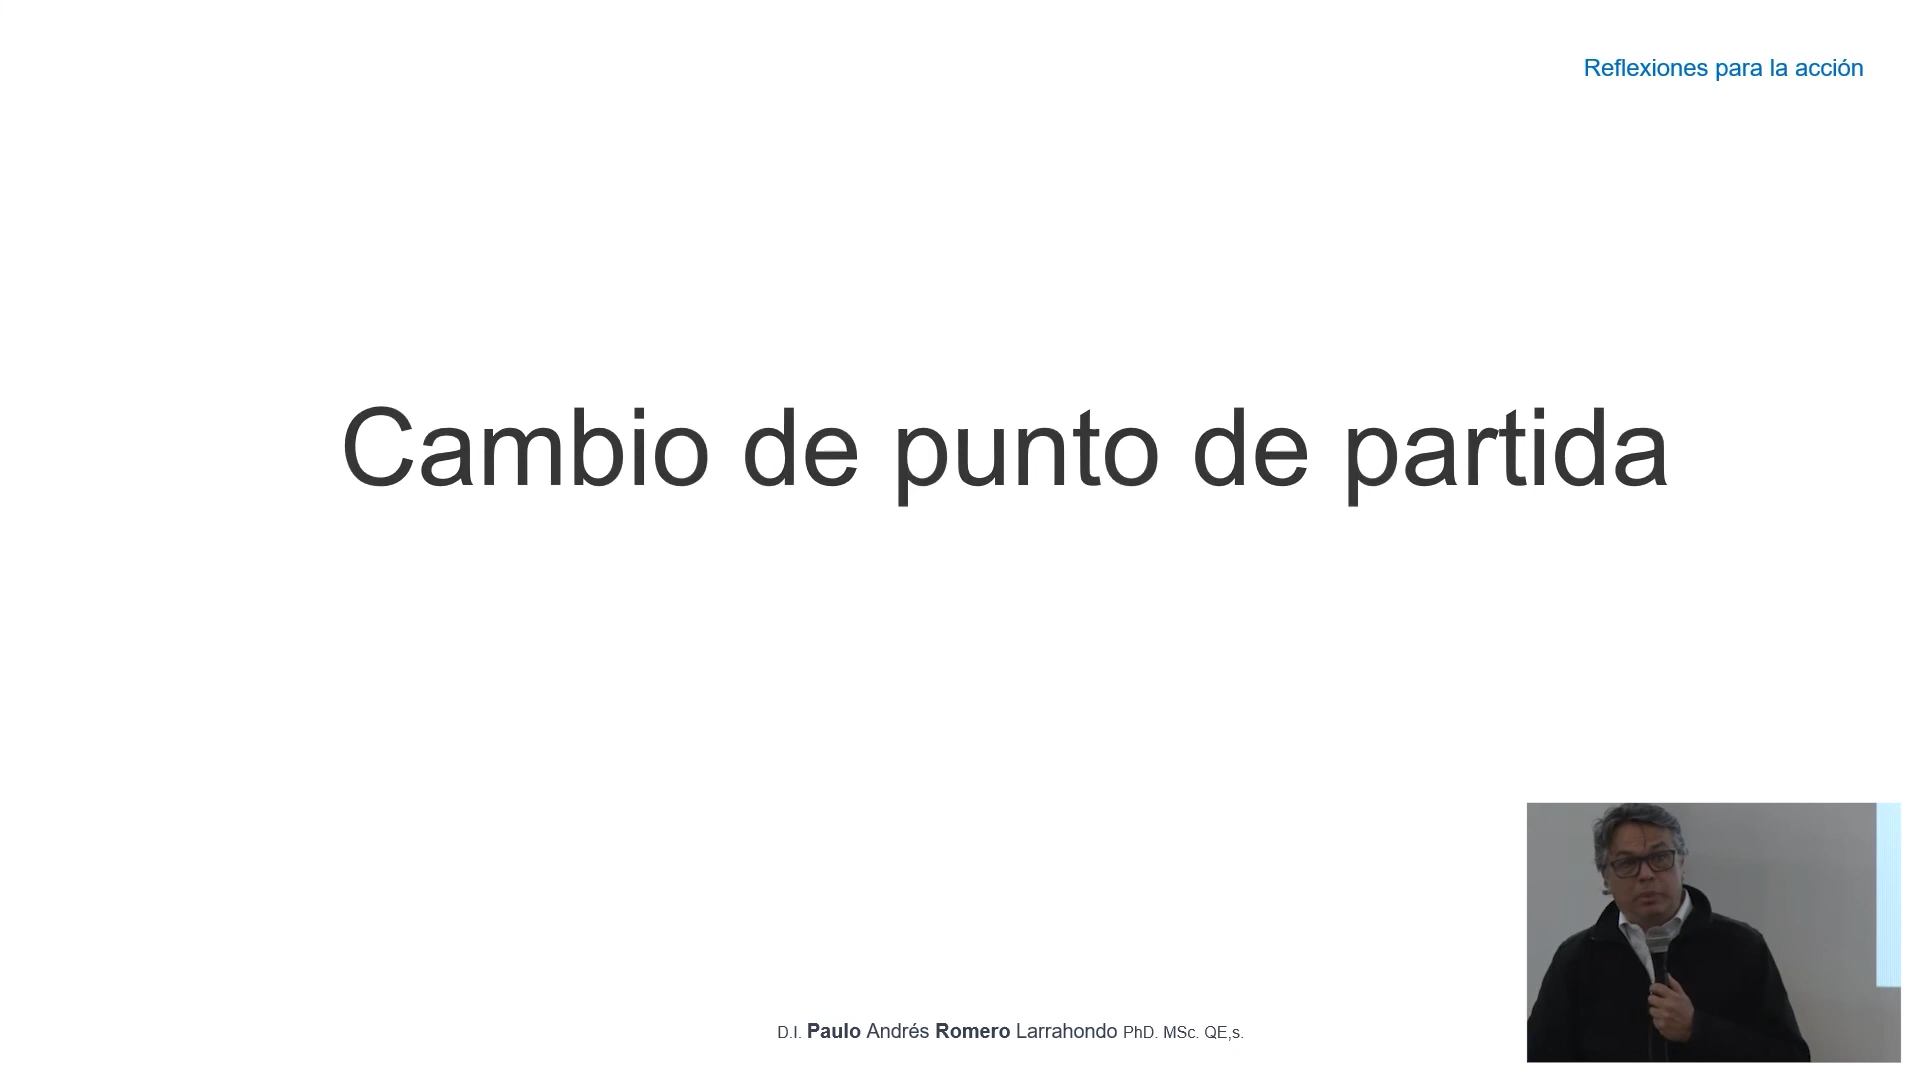 Reflexiones para la acción
Cambio de punto de partida
D.I. Paulo Andrés Romero Larrahondo PhD. MSc. QE,s.